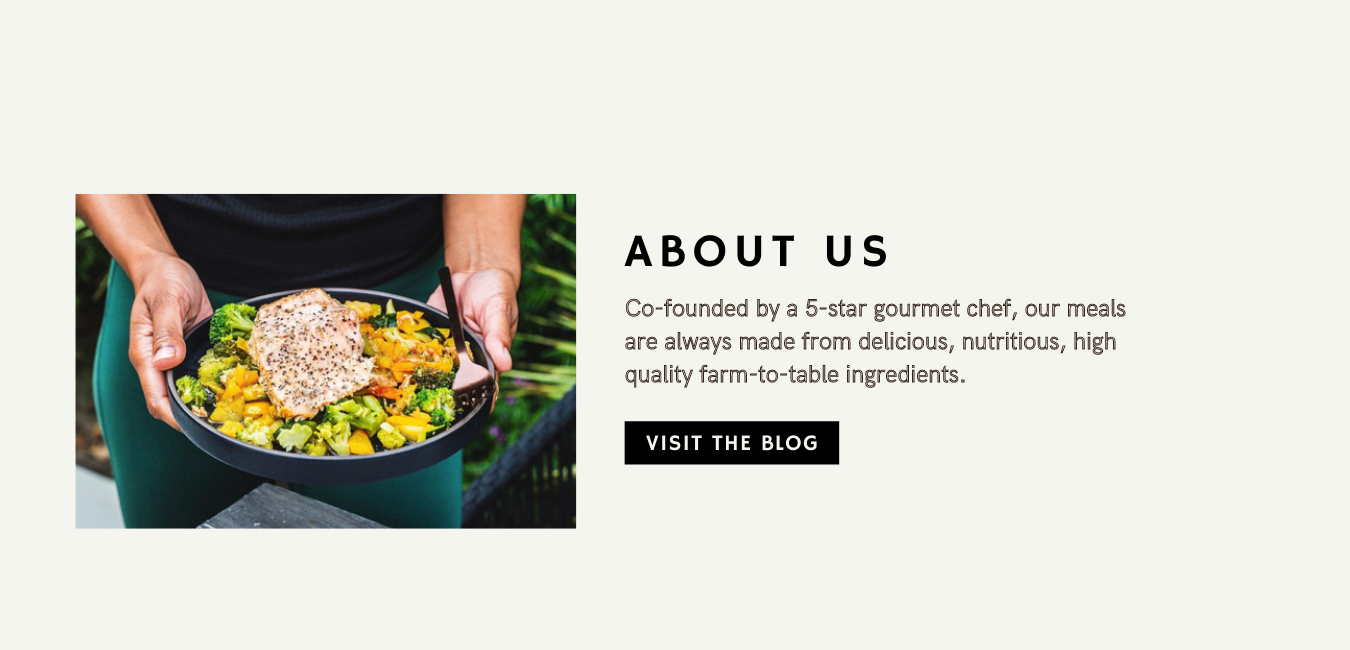 ABOUT US
Co-founded by a 5-star gourmet chef, our meals
are always made from delicious, nutritious, high
quality farm-to-table ingredients.
VISIT THE BLOG